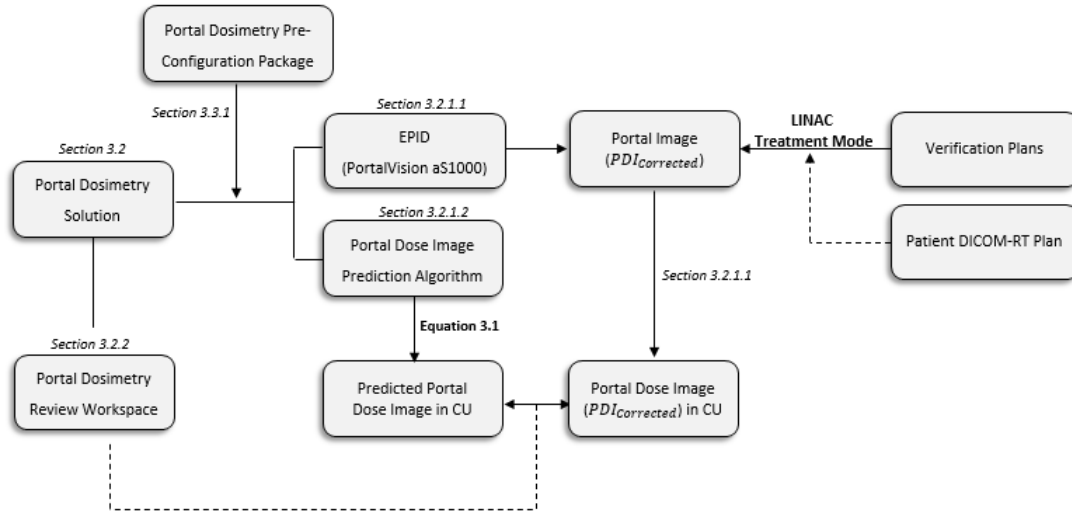 Portal Dosimetry Pre-
Configuration Package
Section 3.3.1
Section 3.2
Portal Dosimetry
Solution
Section 3.2.1.1
EPID
(PortalVision aS1000)
Portal Image
(PDI_Corrected)
LINAC
Treatment Mode
Verification Plans
Section 3.2.1.2
Portal Dose Image
Prediction Algorithm
Patient DICOM-RT Plan
Section 3.2.1.1
Equation 3.1
Section 3.2.2
Portal Dosimetry
Review Workspace
Predicted Portal
Dose Image in CU
Portal Dose Image
(PDI_Corrected) in CU